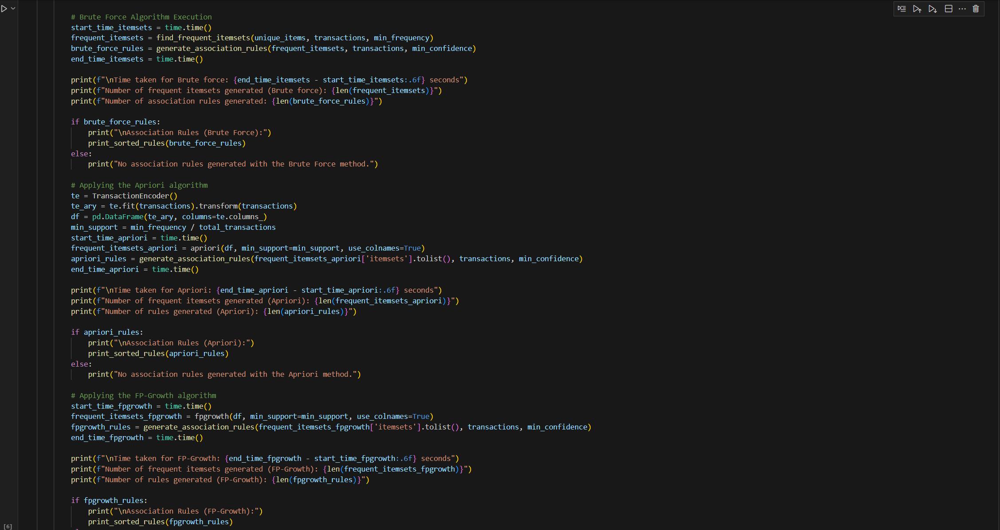 # Brute Force Algorithm Execution
start_time_itemsets = time.time()
frequent_itemsets = find_frequent_itemsets(unique_items, transactions, min_frequency)
brute_force_rules = generate_association_rules(frequent_itemsets, transactions, min_confidence)
end_time_itemsets = time.time()

print(f"\nTime taken for Brute force: {end_time_itemsets - start_time_itemsets:.6f} seconds")
print(f"Number of frequent itemsets generated (Brute force): {len(frequent_itemsets)}")
print(f"Number of association rules generated: {len(brute_force_rules)}")

if brute_force_rules:
    print("\nAssociation Rules (Brute Force):")
    print_sorted_rules(brute_force_rules)
else:
    print("No association rules generated with the Brute Force method.")

# Applying the Apriori algorithm
te = TransactionEncoder()
te_ary = te.fit(transactions).transform(transactions)
df = pd.DataFrame(te_ary, columns=te.columns_)
min_support = min_frequency / total_transactions
start_time_apriori = time.time()
frequent_itemsets_apriori = apriori(df, min_support=min_support, use_colnames=True)
apriori_rules = generate_association_rules(frequent_itemsets_apriori['itemsets'].tolist(), transactions, min_confidence)
end_time_apriori = time.time()

print(f"\nTime taken for Apriori: {end_time_apriori - start_time_apriori:.6f} seconds")
print(f"Number of frequent itemsets generated (Apriori): {len(frequent_itemsets_apriori)}")
print(f"Number of rules generated (Apriori): {len(apriori_rules)}")

if apriori_rules:
    print("\nAssociation Rules (Apriori):")
    print_sorted_rules(apriori_rules)
else:
    print("No association rules generated with the Apriori method.")

# Applying the FP-Growth algorithm
start_time_fpgrowth = time.time()
frequent_itemsets_fpgrowth = fpgrowth(df, min_support=min_support, use_colnames=True)
fpgrowth_rules = generate_association_rules(frequent_itemsets_fpgrowth['itemsets'].tolist(), transactions, min_confidence)
end_time_fpgrowth = time.time()

print(f"\nTime taken for FP-Growth: {end_time_fpgrowth - start_time_fpgrowth:.6f} seconds")
print(f"Number of frequent itemsets generated (FP-Growth): {len(frequent_itemsets_fpgrowth)}")
print(f"Number of rules generated (FP-Growth): {len(fpgrowth_rules)}")

if fpgrowth_rules:
    print("\nAssociation Rules (FP-Growth):")
    print_sorted_rules(fpgrowth_rules)
[6]